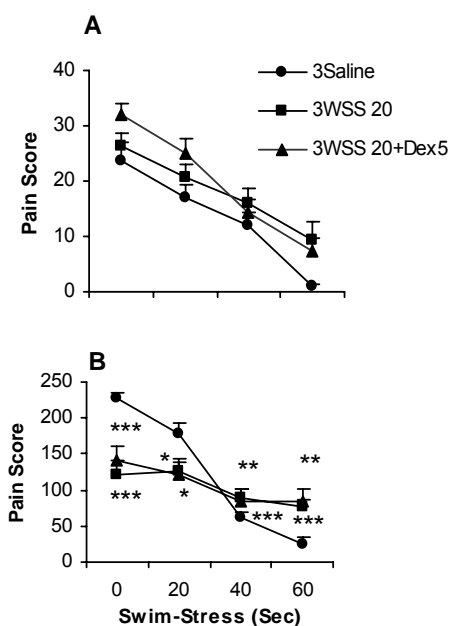 A
40
30
20
10
0
Pain Score
3Saline
3WSS 20
3WSS 20+Dex5
B
250
200
150
100
50
0
Pain Score
***
*
**
**
***
*
***
***
0 20 40 60
Swim-Stress (Sec)